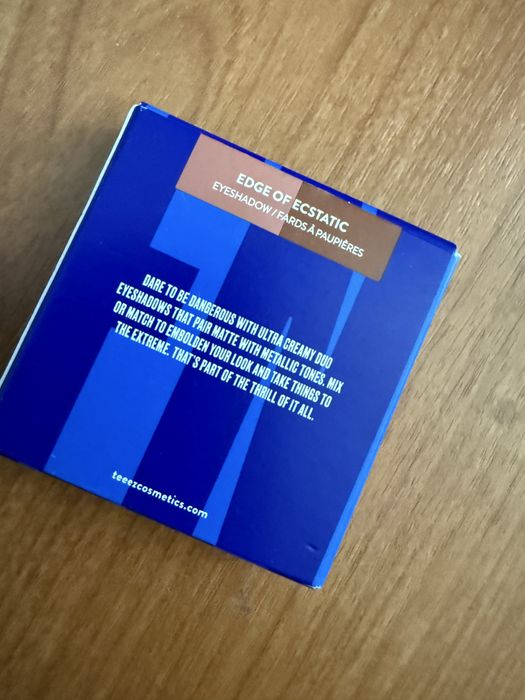 EDGE OF ECSTATIC
EYESHADOW / FARDS À PAUPIÈRES
DARE TO BE DANGEROUS WITH ULTRA CREAMY DUO
EYESHADOWS THAT PAIR MATTE WITH METALLIC TONES. MIX
OR MATCH TO EMBOLDEN YOUR LOOK AND TAKE THINGS TO
THE EXTREME. THAT'S PART OF THE THRILL OF IT ALL.
teeezcosmetics.com